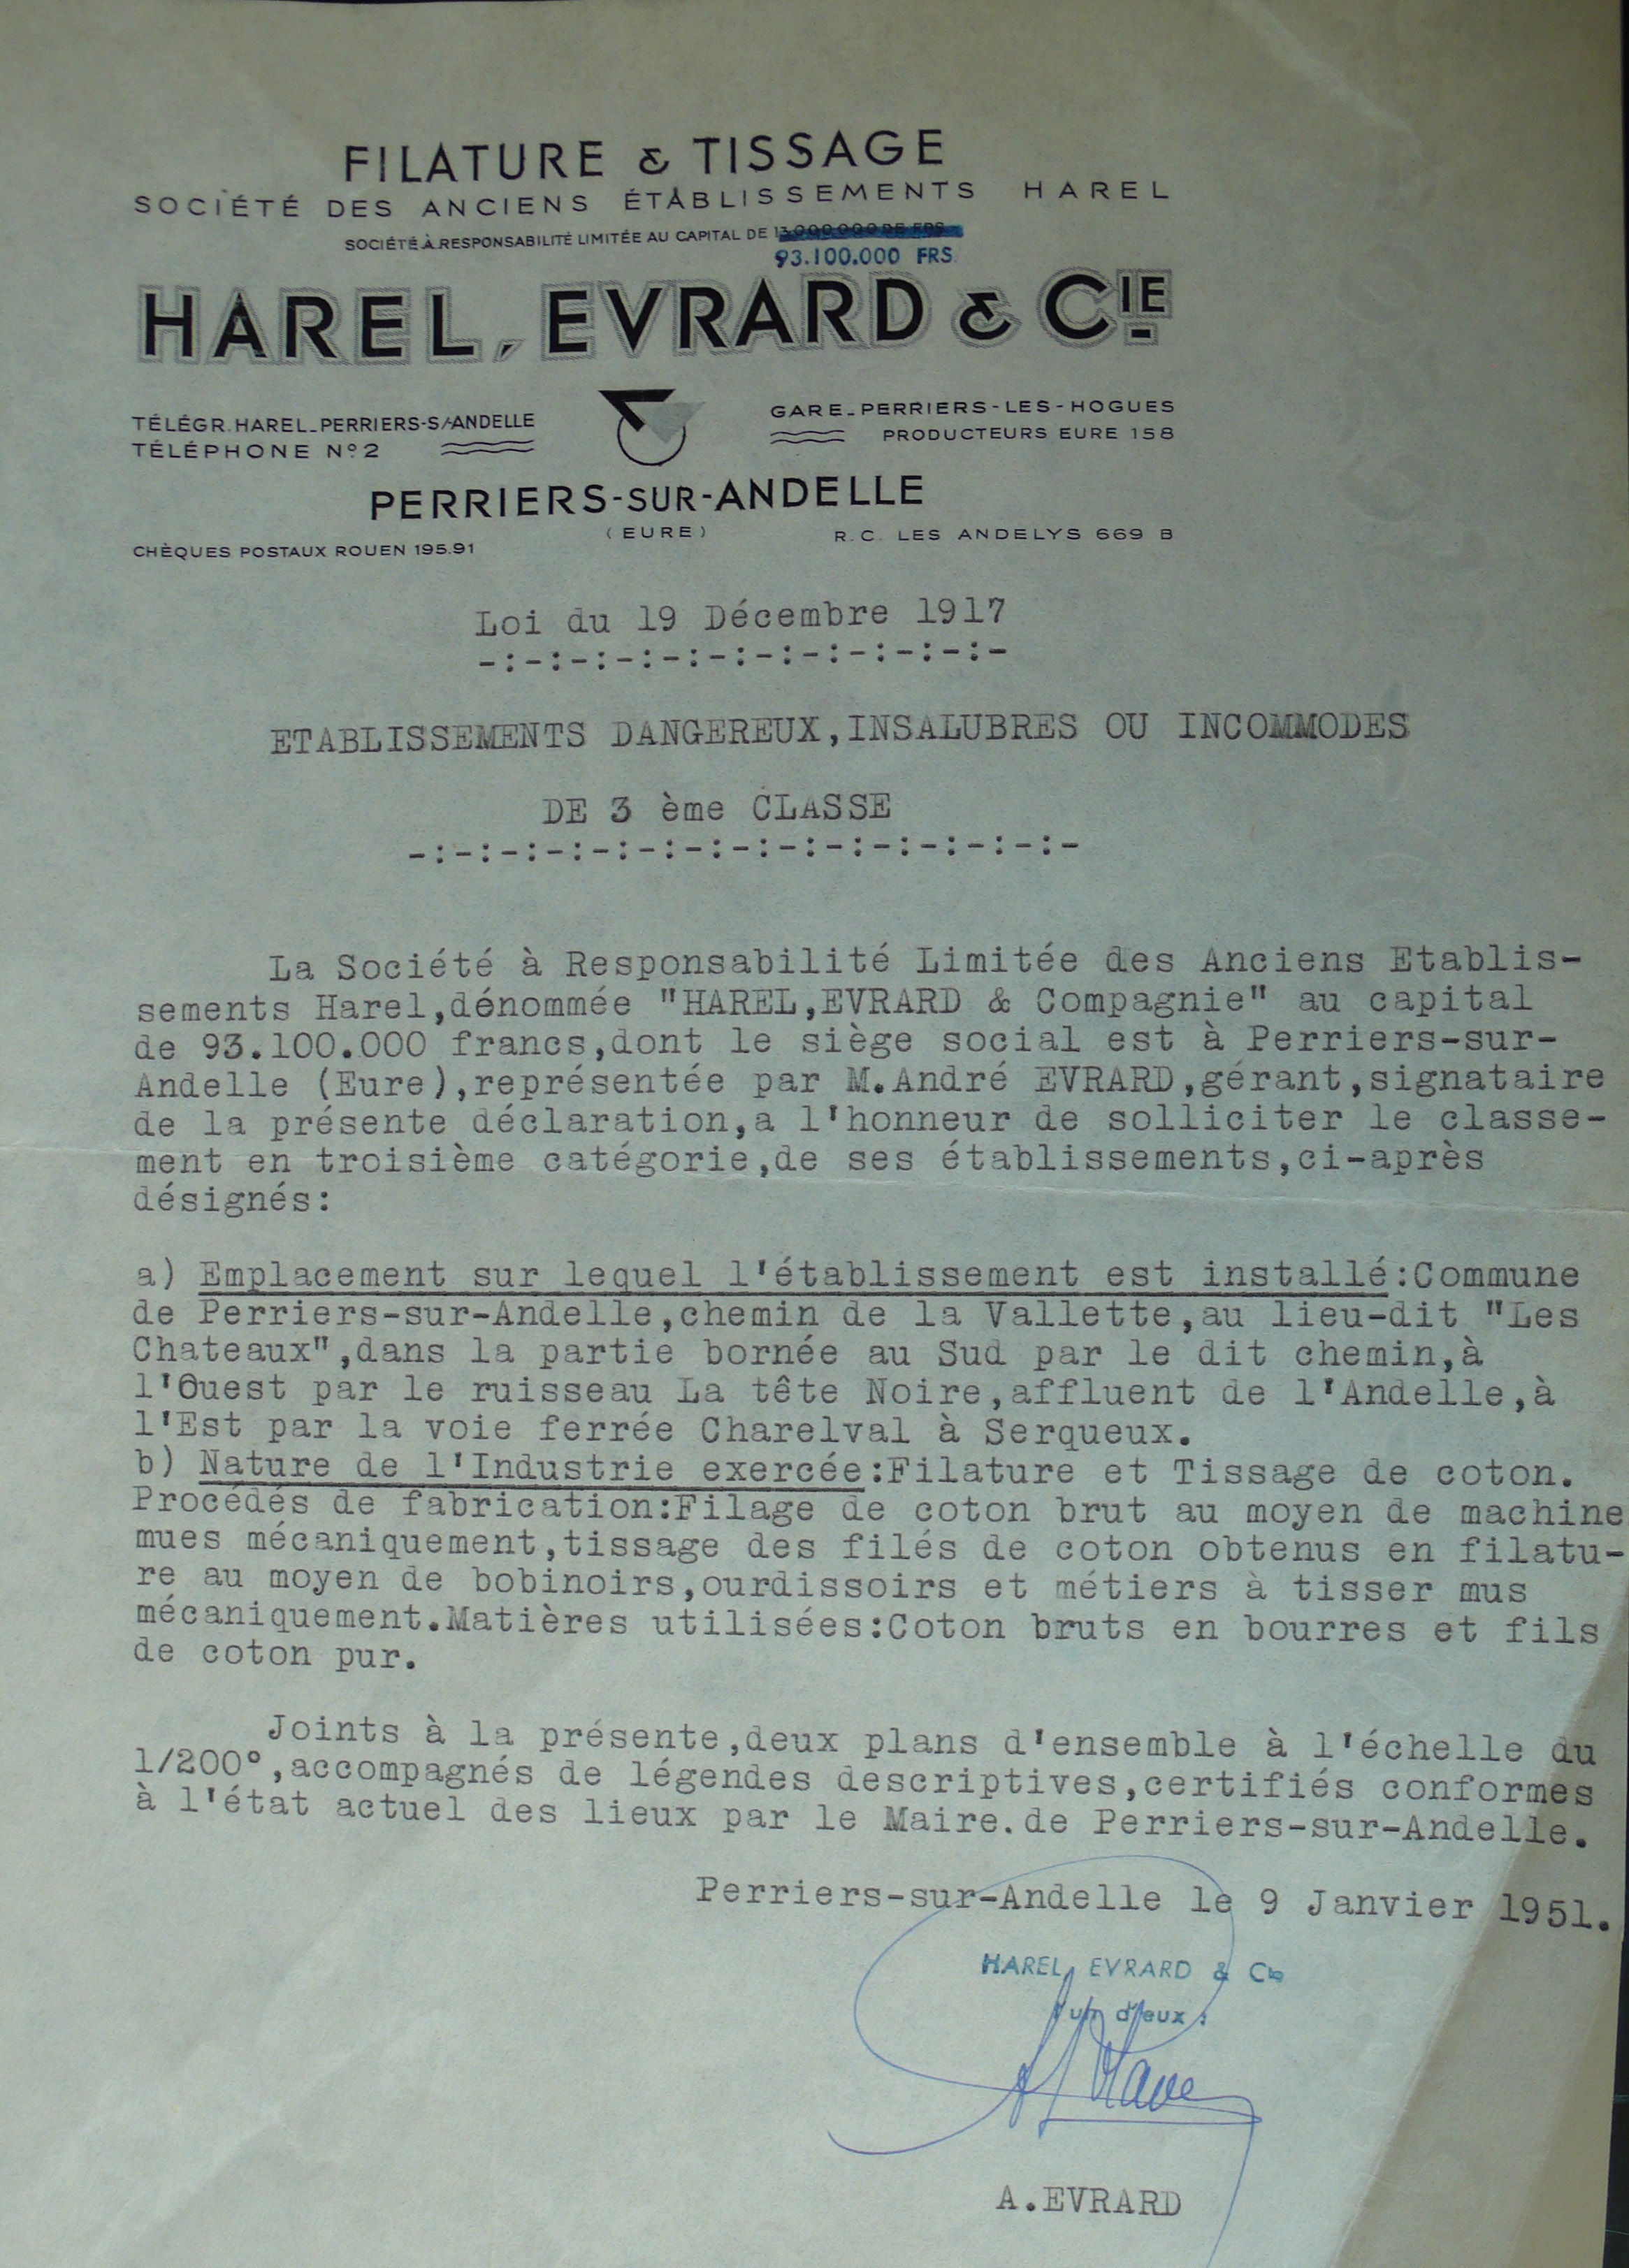 FILATURE & TISSAGE
SOCIÉTÉ DES ANCIENS ÉTABLISSEMENTS HAREL
SOCIÉTÉ À RESPONSABILITÉ LIMITÉE AU CAPITAL DE 13.000.000 DE FRS
93.100.000 FRS
HAREL, EVRARD & CIE
TÉLÉGR. HAREL_PERRIERS-S/-ANDELLE
GARE_PERRIERS-LES-HOGUES
TÉLÉPHONE Nº 2
PRODUCTEURS EURE 158
PERRIERS-SUR-ANDELLE
(EURE)
CHÈQUES POSTAUX ROUEN 195.91
R.C. LES ANDELYS 669 B
Loi du 19 Décembre 1917
-:-:-:-:-:-:-:-:-:-:-:-
ETABLISSEMENTS DANGEREUX,INSALUBRES OU INCOMMODES
DE 3 ème CLASSE
-:-:-:-:-:-:-:-:-:-:-:-:-:-:-
La Société à Responsabilité Limitée des Anciens Etablis-
sements Harel,dénommée "HAREL,EVRARD & Compagnie" au capital
de 93.100.000 francs,dont le siège social est à Perriers-sur-
Andelle (Eure),représentée par M.André EVRARD,gérant,signataire
de la présente déclaration,a l'honneur de solliciter le classe-
ment en troisième catégorie,de ses établissements,ci-après
désignés:
a) Emplacement sur lequel l'établissement est installé:Commune
de Perriers-sur-Andelle,chemin de la Vallette,au lieu-dit "Les
Chateaux",dans la partie bornée au Sud par le dit chemin,à
l'Ouest par le ruisseau La tête Noire,affluent de l'Andelle,à
l'Est par la voie ferrée Charelval à Serqueux.
b) Nature de l'Industrie exercée:Filature et Tissage de coton.
Procédés de fabrication:Filage de coton brut au moyen de machine
mues mécaniquement,tissage des filés de coton obtenus en filatu-
re au moyen de bobinoirs,ourdissoirs et métiers à tisser mus
mécaniquement.Matières utilisées:Coton bruts en bourres et fils
de coton pur.
Joints à la présente,deux plans d'ensemble à l'échelle du
1/200°,accompagnés de légendes descriptives,certifiés conformes
à l'état actuel des lieux par le Maire.de Perriers-sur-Andelle.
Perriers-sur-Andelle le 9 Janvier 1951.
HAREL, EVRARD & Cie
l'un d'eux :
A.EVRARD